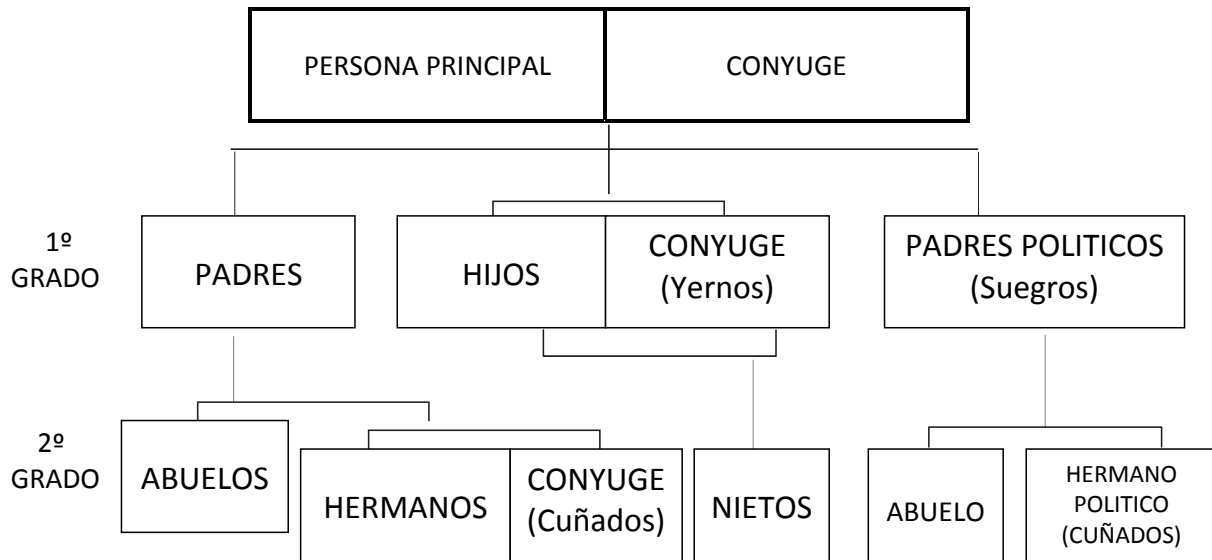 PERSONA PRINCIPAL
CONYUGE
1º
GRADO
PADRES
HIJOS
CONYUGE
(Yernos)
PADRES POLITICOS
(Suegros)
2º
GRADO
ABUELOS
HERMANOS
CONYUGE
(Cuñados)
NIETOS
ABUELO
HERMANO
POLITICO
(CUÑADOS)